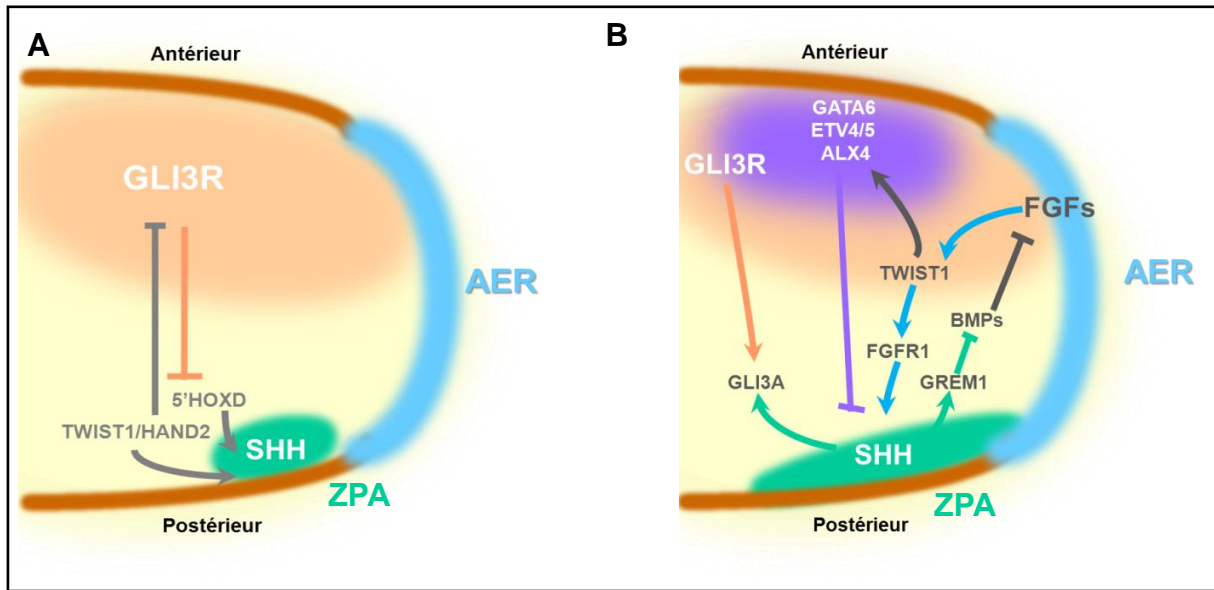 A
Antérieur
GLI3R
AER
5'HOXD
TWIST1/HAND2
SHH
ZPA
Postérieur
B
Antérieur
GATA6
ETV4/5
ALX4
GLI3R
FGFs
TWIST1
AER
BMPs
FGFR1
GLI3A
GREM1
SHH
ZPA
Postérieur